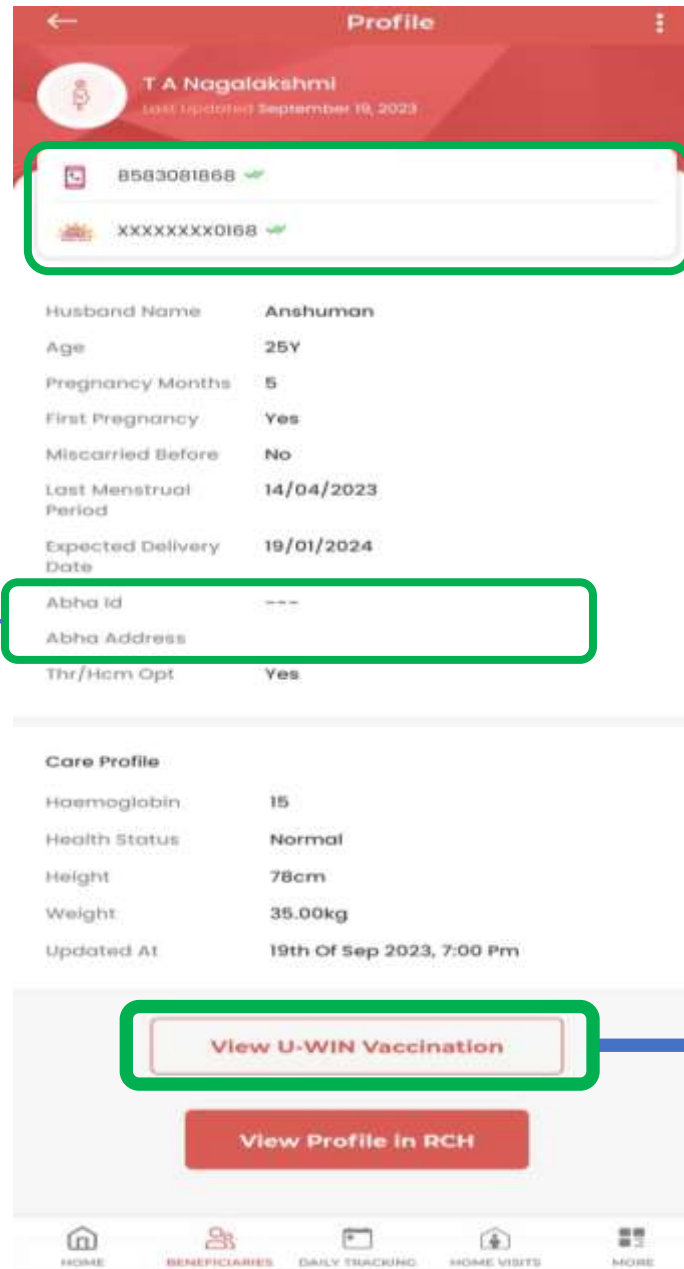 Profile
T A Nagalakshmi
Last Updated September 19, 2023
8583081868
XXXXXXXX0168
Husband Name Anshuman
Age 25Y
Pregnancy Months 5
First Pregnancy Yes
Miscarried Before No
Last Menstrual 14/04/2023
Period
Expected Delivery 19/01/2024
Date
Abha Id ---
Abha Address
Thr/Hcm Opt Yes
Care Profile
Haemoglobin 15
Health Status Normal
Height 78cm
Weight 35.00kg
Updated At 19th Of Sep 2023, 7:00 Pm
View U-WIN Vaccination
View Profile in RCH
HOME BENEFICIARIES DAILY TRACKING HOME VISITS MORE